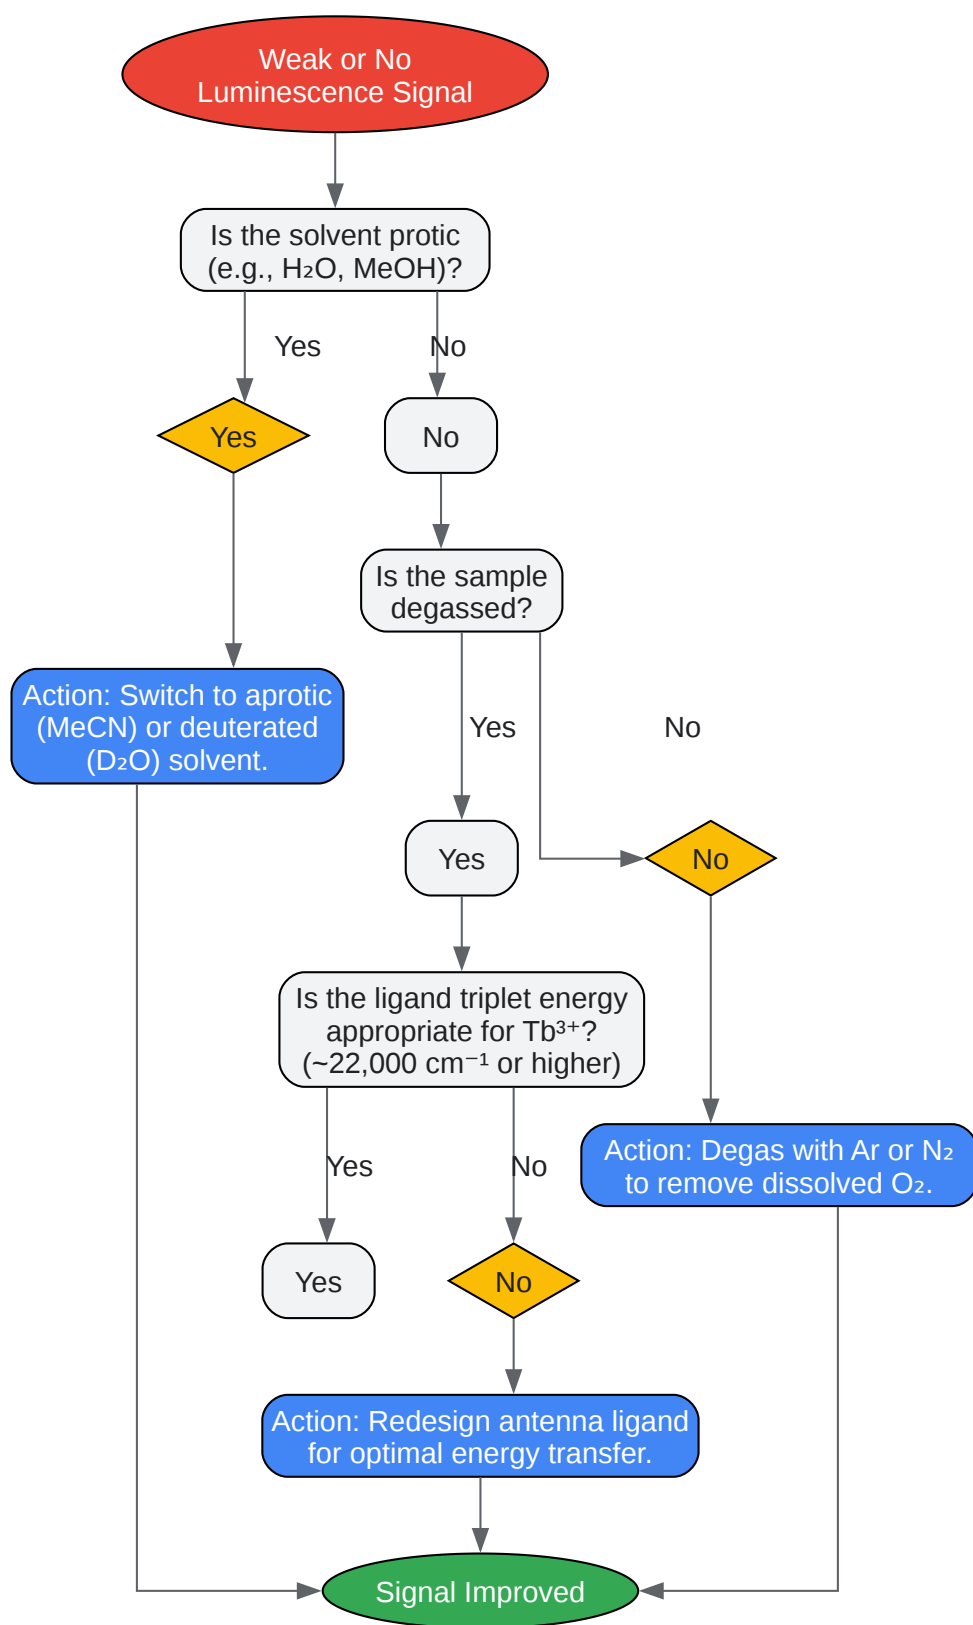 Weak or No
Luminescence Signal
Is the solvent protic
(e.g., H₂O, MeOH)?
Yes
No
Yes
No
Is the sample
degassed?
Action: Switch to aprotic
(MeCN) or deuterated
(D₂O) solvent.
Yes
No
Yes
No
Is the ligand triplet energy
appropriate for Tb³⁺?
(~22,000 cm⁻¹ or higher)
Action: Degas with Ar or N₂
to remove dissolved O₂.
Yes
No
Yes
No
Action: Redesign antenna ligand
for optimal energy transfer.
Signal Improved